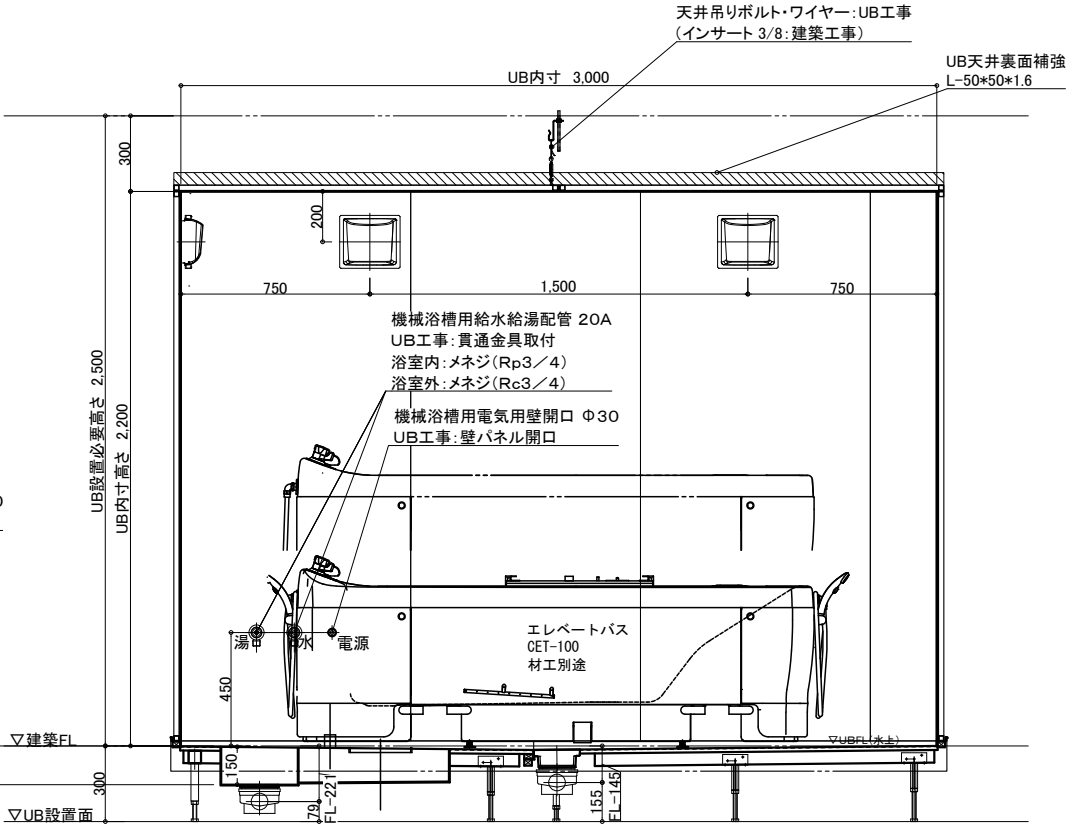 天井吊りボルト・ワイヤー:UB工事
(インサート 3/8:建築工事)
UB天井裏面補強
L-50*50*1.6
UB内寸 3,000
300
200
750
1,500
750
機械浴槽用給水給湯配管 20A
UB工事:貫通金具取付
浴室内:メネジ(Rp3/4)
浴室外:メネジ(Rc3/4)
機械浴槽用電気用壁開口 Φ30
UB工事:壁パネル開口
UB設置必要高さ 2,500
UB内寸高さ 2,200
エレベートバス
CET-100
材工別途
湯
水
電源
450
▽建築FL
▽UBFL(水上)
150
300
79
FL-221
155
FL-145
▽UB設置面